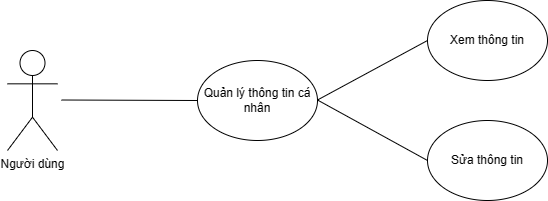 Xem thông tin
Quản lý thông tin cá
nhân
Người dùng
Sửa thông tin